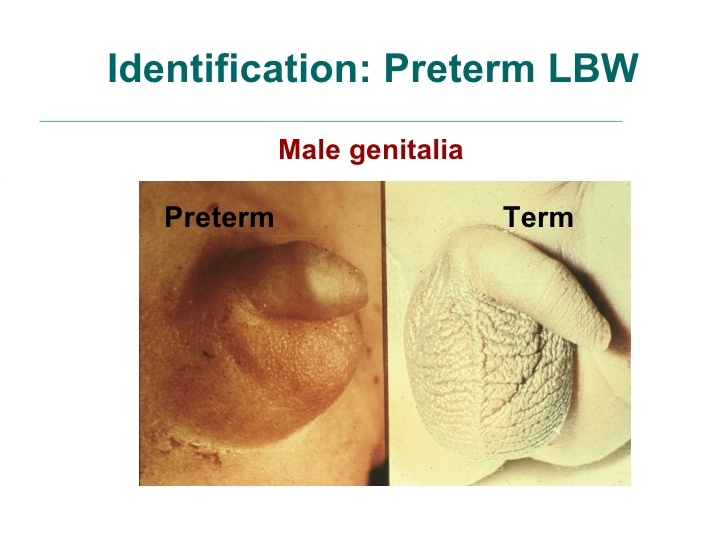 Identification: Preterm LBW
Male genitalia
Preterm
Term